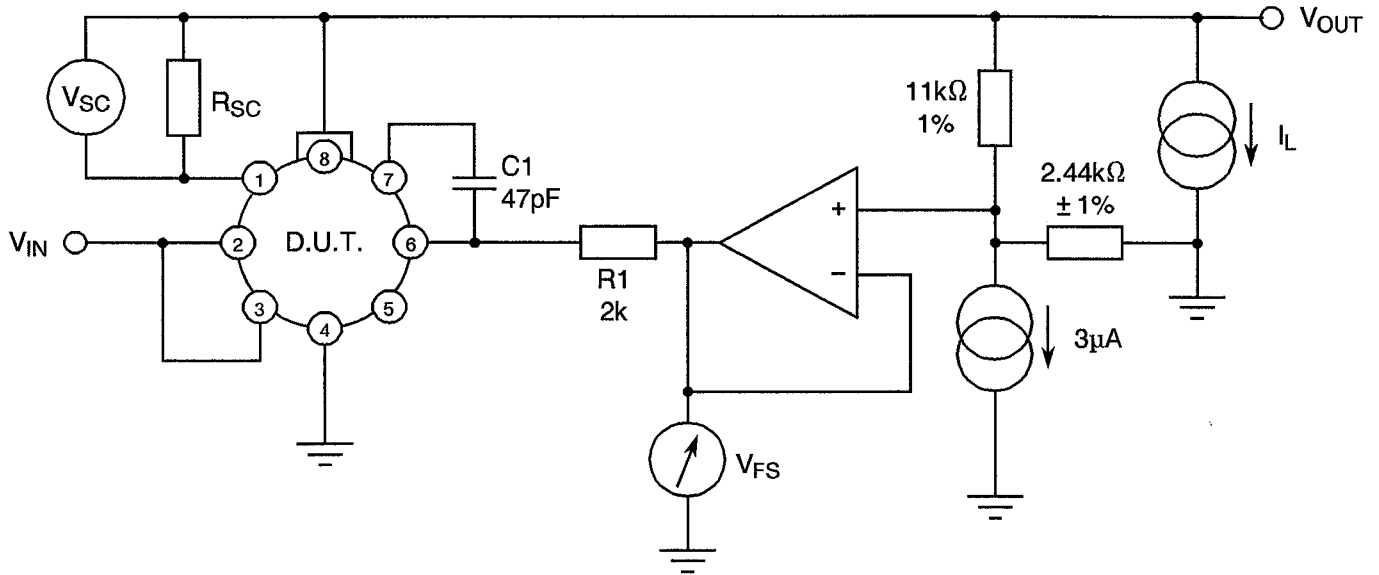 V_OUT
V_SC
R_SC
11kΩ
1%
I_L
8
1
7
C1
47pF
2.44kΩ
± 1%
+
V_IN
2
D.U.T.
6
R1
2k
−
3
5
4
3µA
V_FS